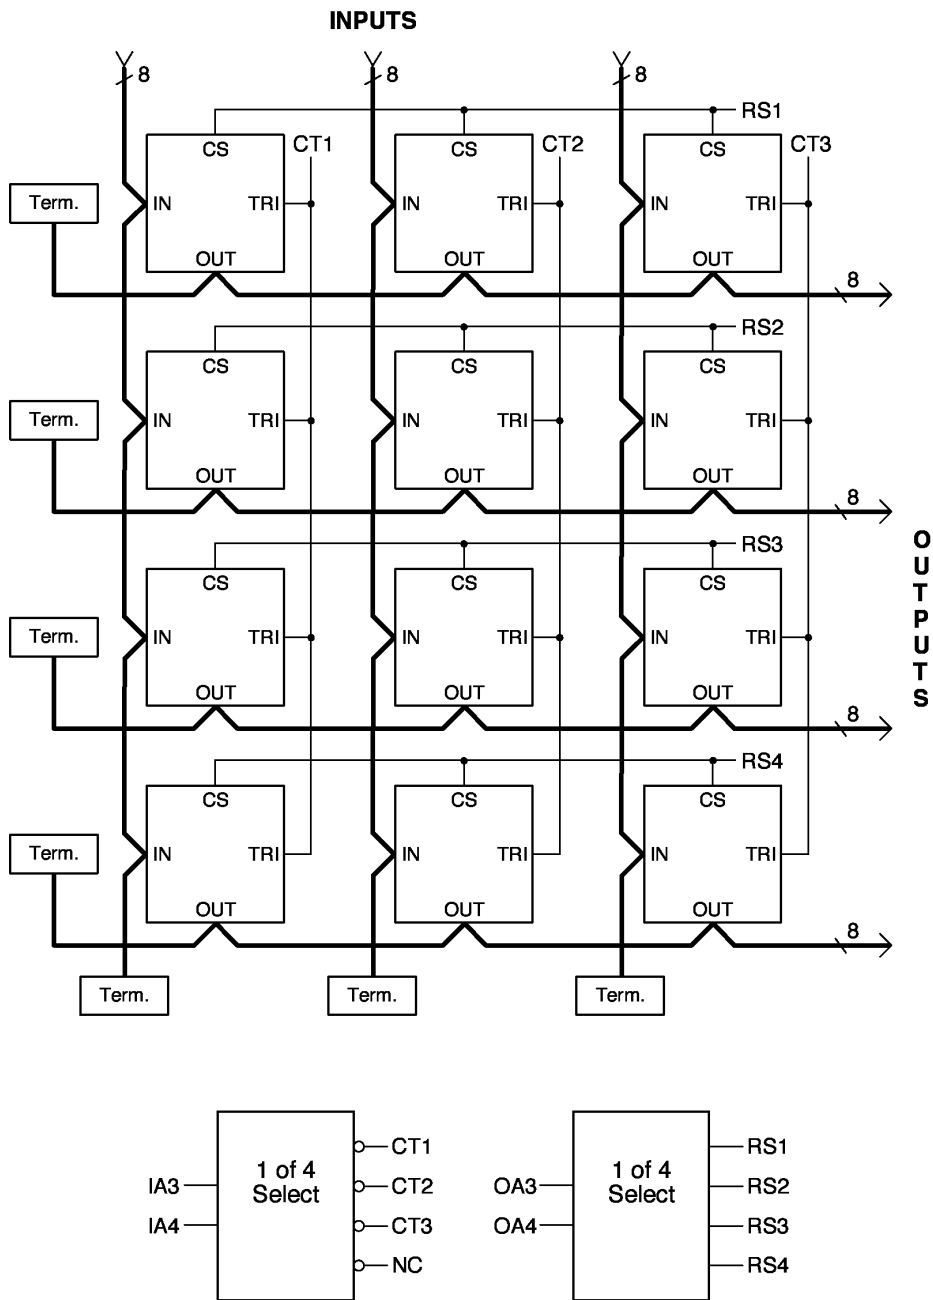 INPUTS
8 8 8
RS1
CT1 CT2 CT3
CS CS CS
Term. IN TRI IN TRI IN TRI
OUT OUT OUT
8
RS2
CS CS CS
Term. IN TRI IN TRI IN TRI
OUT OUT OUT
8
OUTPUTS
RS3
CS CS CS
Term. IN TRI IN TRI IN TRI
OUT OUT OUT
8
RS4
CS CS CS
Term. IN TRI IN TRI IN TRI
OUT OUT OUT
8
Term. Term. Term.
1 of 4
Select
IA3
IA4
CT1
CT2
CT3
NC
1 of 4
Select
OA3
OA4
RS1
RS2
RS3
RS4